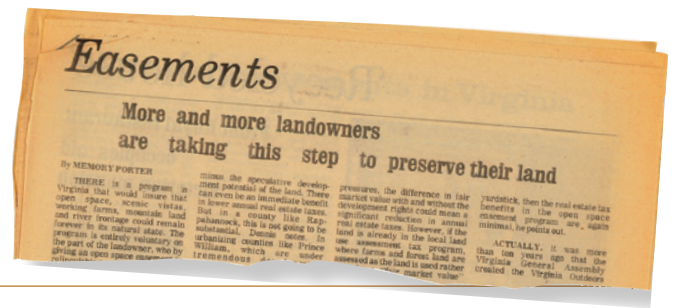 Easements
More and more landowners
are taking this step to preserve their land
By MEMORY PORTER
THERE is a program in
Virginia that would insure that
open space, scenic vistas,
working farms, mountain land
and river frontage could remain
forever in its natural state. The
program is entirely voluntary on
the part of the landowner, who by
giving an open space
minus the speculative develop-
ment potential of the land. There
can even be an immediate benefit
in lower annual real estate taxes.
But in a county like Rap-
pahannock, this is not going to be
substantial, notes. In
urbanizing counties like Prince
William, which are under
tremendous
pressures, the difference in fair
market value with and without the
development rights could mean a
significant reduction in annual
real estate taxes. However, if the
land is already in the local land
use assessment tax program,
where farms and forest land are
assessed as the land is used rather
market value
yardstick, then the real estate tax
benefits in the open space
easement program are, again
minimal, he points out.
ACTUALLY, it was more
than ten years ago that the
Virginia General Assembly
created the Virginia Outdoors